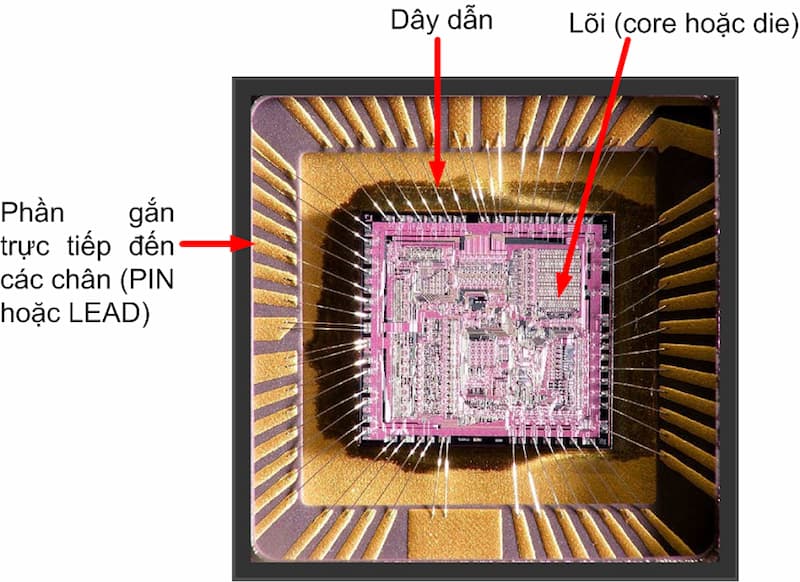 Dây dẫn
Lõi (core hoặc die)
Phần gắn
trực tiếp đến
các chân (PIN
hoặc LEAD)